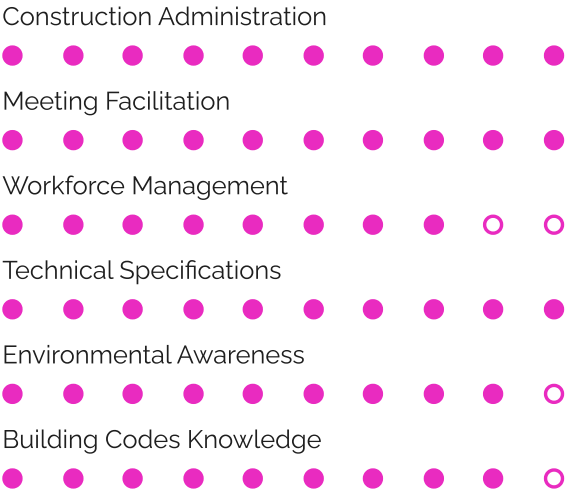 Construction Administration
Meeting Facilitation
Workforce Management
Technical Specifications
Environmental Awareness
Building Codes Knowledge